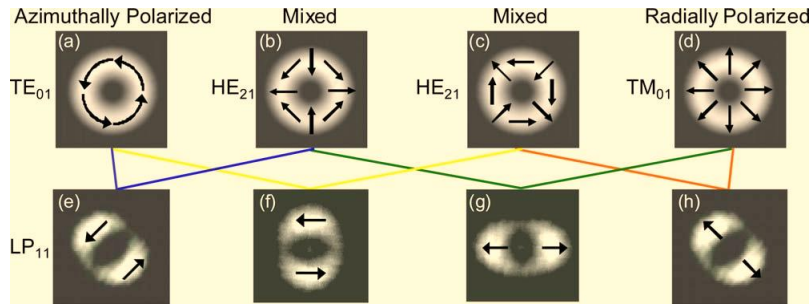 Azimuthally Polarized Mixed Mixed Radially Polarized
(a) (b) (c) (d)
TE01 HE21 HE21 TM01
(e) (f) (g) (h)
LP11